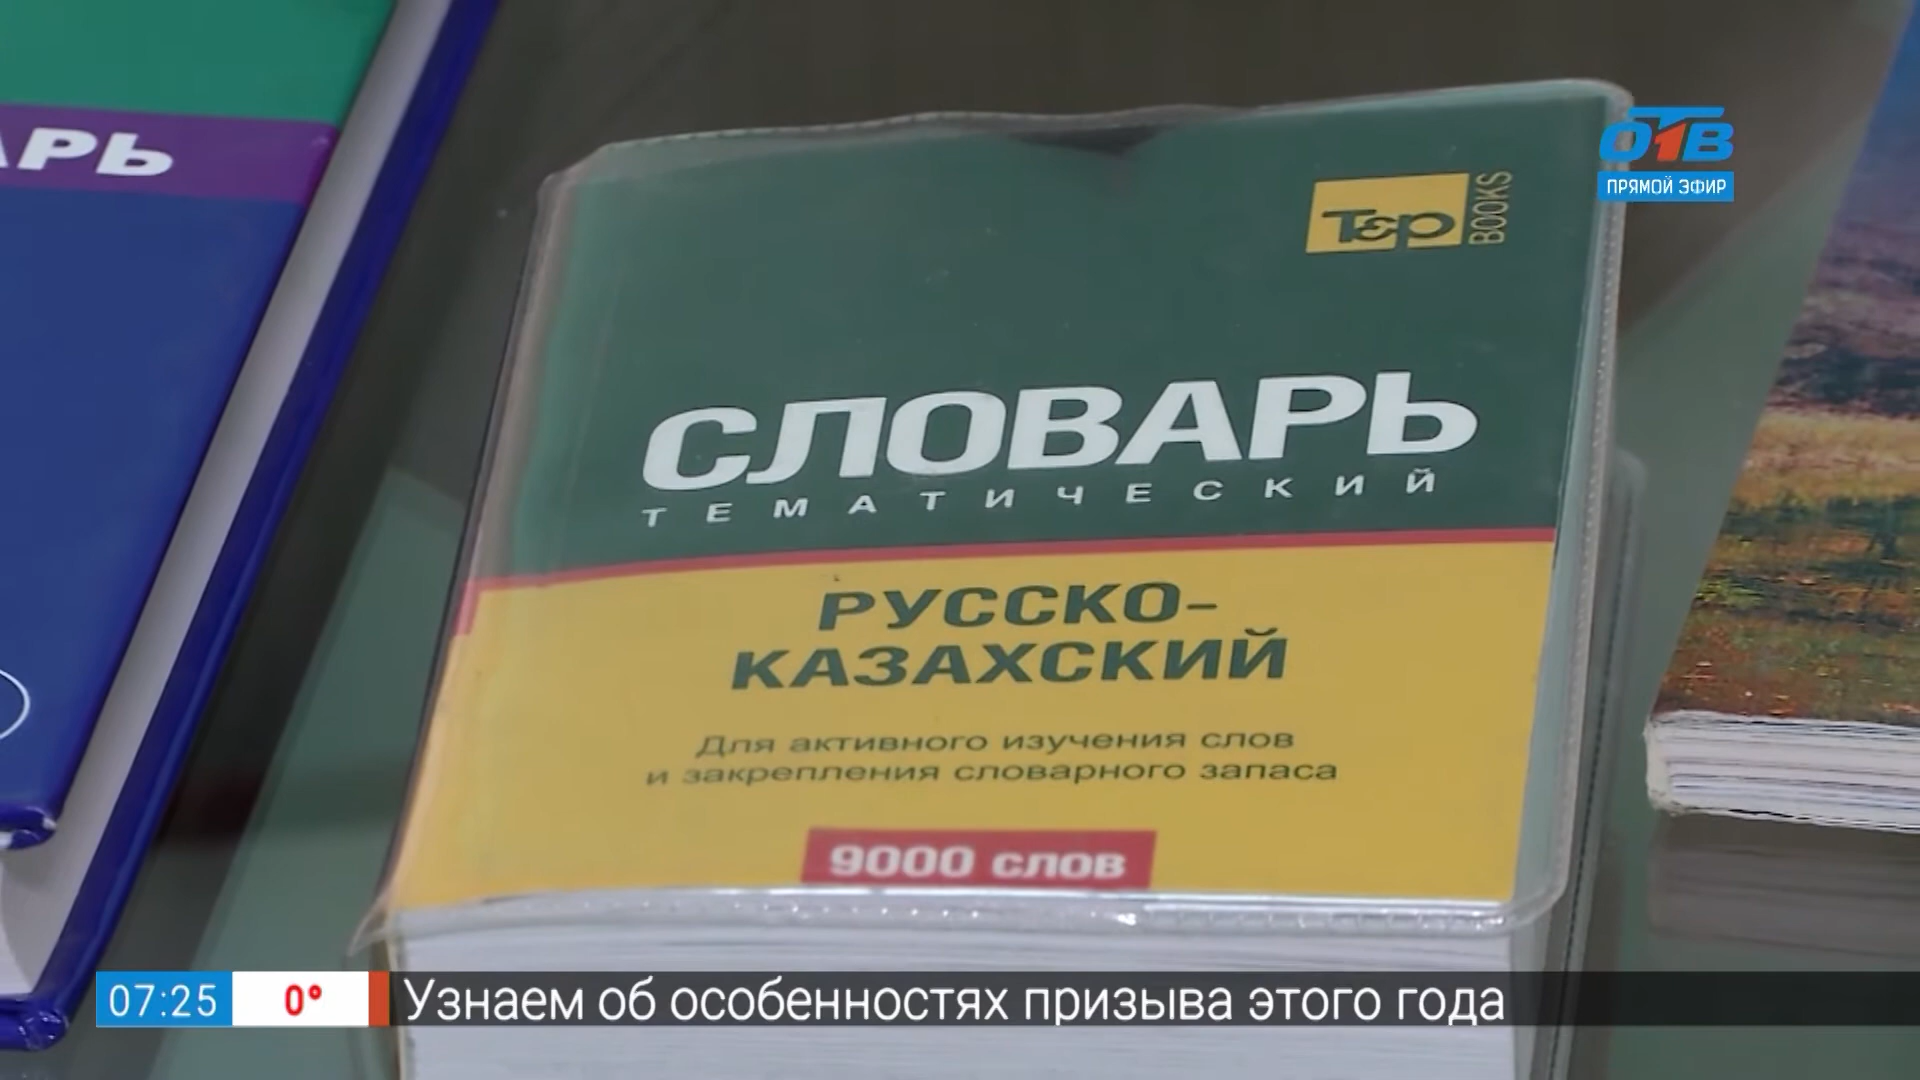 АРЬ
ОТВ
ПРЯМОЙ ЭФИР
T&P
BOOKS
СЛОВАРЬ
ТЕМАТИЧЕСКИЙ
РУССКО-
КАЗАХСКИЙ
Для активного изучения слов
и закрепления словарного запаса
9000 слов
07:25 0° Узнаем об особенностях призыва этого года